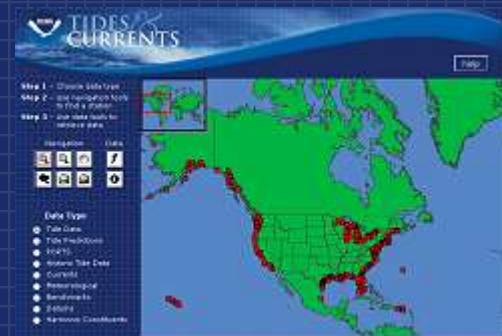 TIDES &
CURRENTS
help
Step 1 - Choose data type
Step 2 - Use navigation tools
to find a station
Step 3 - Use data tools to
retrieve data
Navigation
Data
Data Type
Tide Data
Tide Predictions
PORTS
Historic Tide Data
Currents
Meteorological
Benchmarks
Datums
Harmonic Constituents